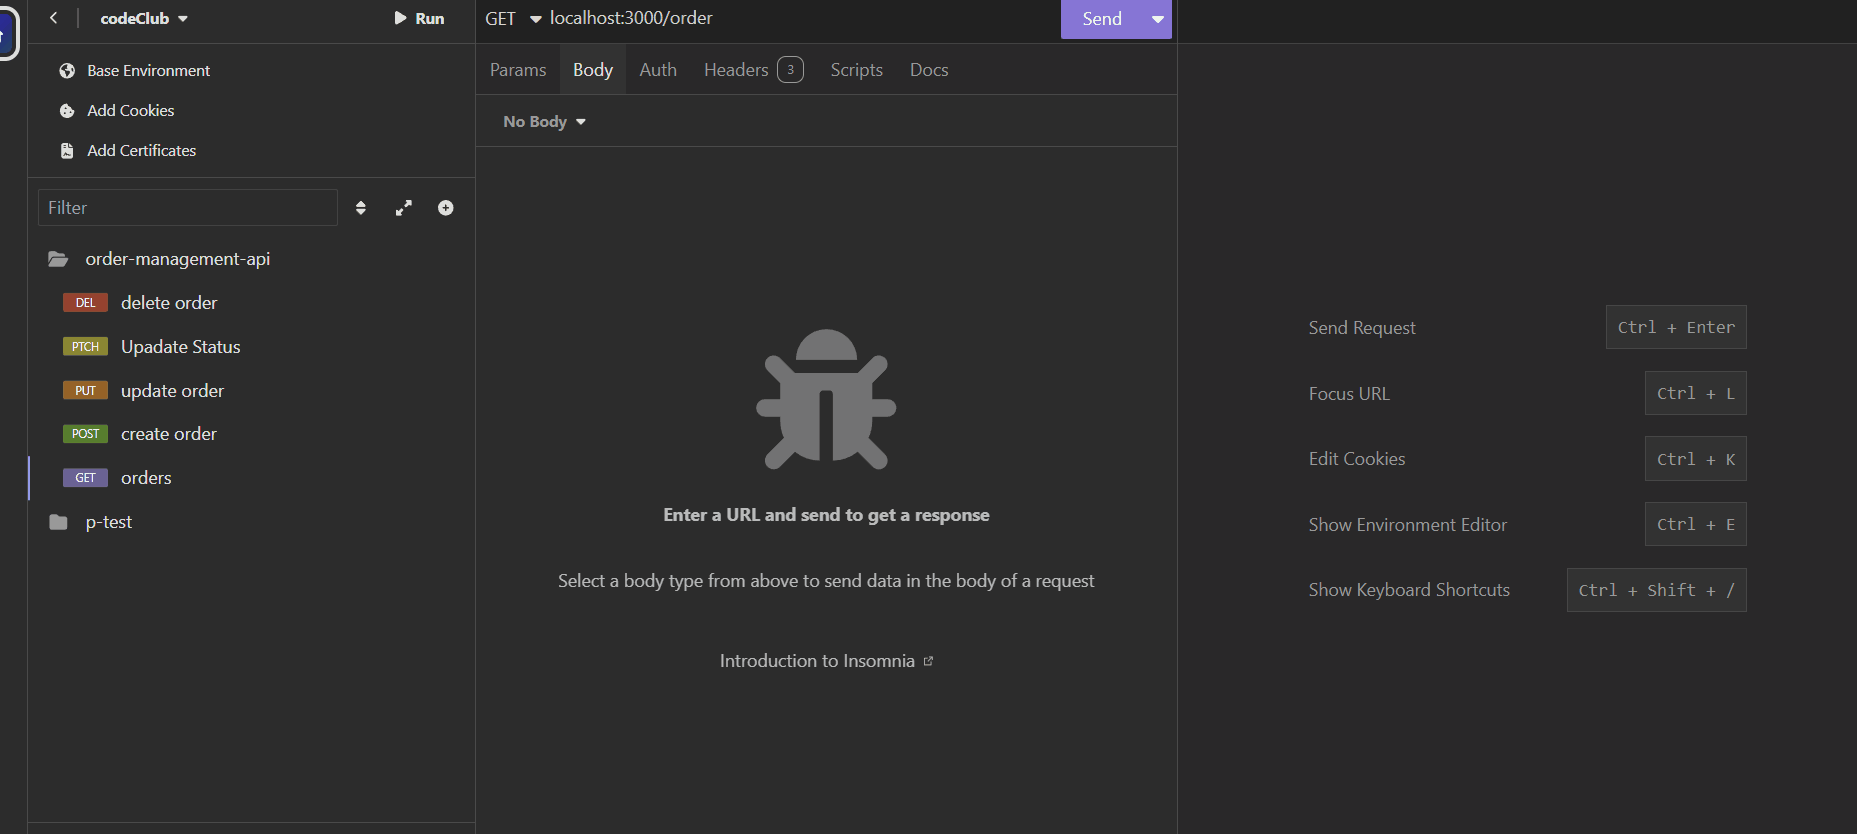 codeClub
Run
Base Environment
Add Cookies
Add Certificates
Filter
order-management-api
DEL delete order
PTCH Upadate Status
PUT update order
POST create order
GET orders
p-test
GET localhost:3000/order
Send
Params Body Auth Headers 3 Scripts Docs
No Body
Enter a URL and send to get a response
Select a body type from above to send data in the body of a request
Introduction to Insomnia
Send Request Ctrl + Enter
Focus URL Ctrl + L
Edit Cookies Ctrl + K
Show Environment Editor Ctrl + E
Show Keyboard Shortcuts Ctrl + Shift + /